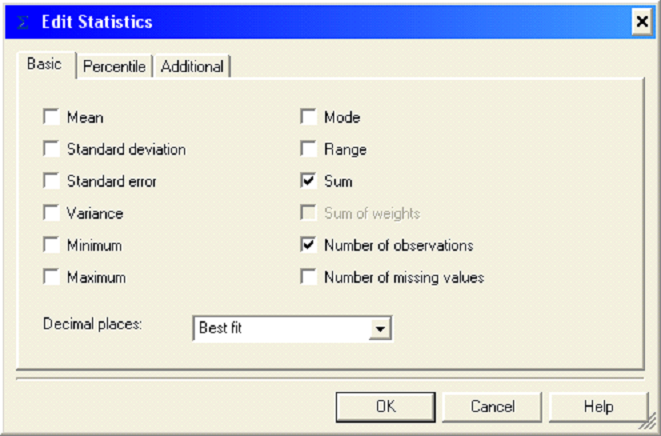 Σ Edit Statistics
Basic Percentile Additional
Mean
Mode
Standard deviation
Range
Standard error
Sum
Variance
Sum of weights
Minimum
Number of observations
Maximum
Number of missing values
Decimal places: Best fit
OK Cancel Help